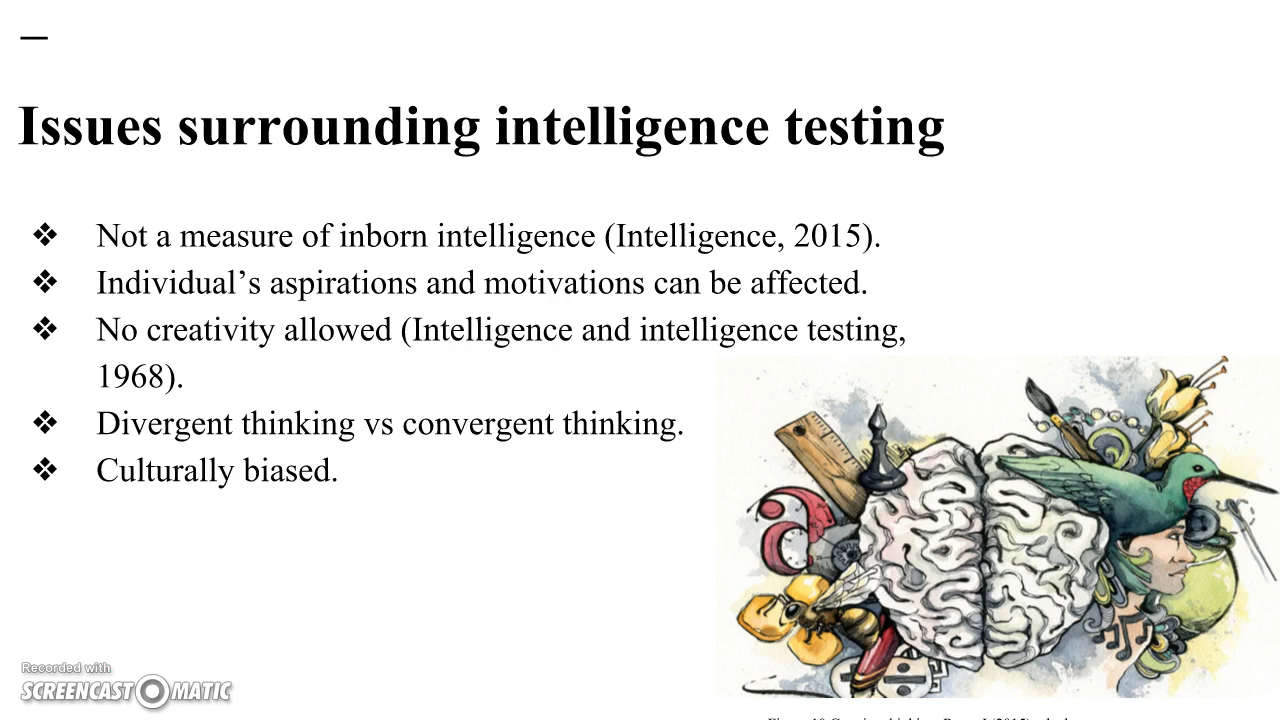 Issues surrounding intelligence testing
❖ Not a measure of inborn intelligence (Intelligence, 2015).
❖ Individual’s aspirations and motivations can be affected.
❖ No creativity allowed (Intelligence and intelligence testing,
1968).
❖ Divergent thinking vs convergent thinking.
❖ Culturally biased.
Recorded with
SCREENCAST-O-MATIC